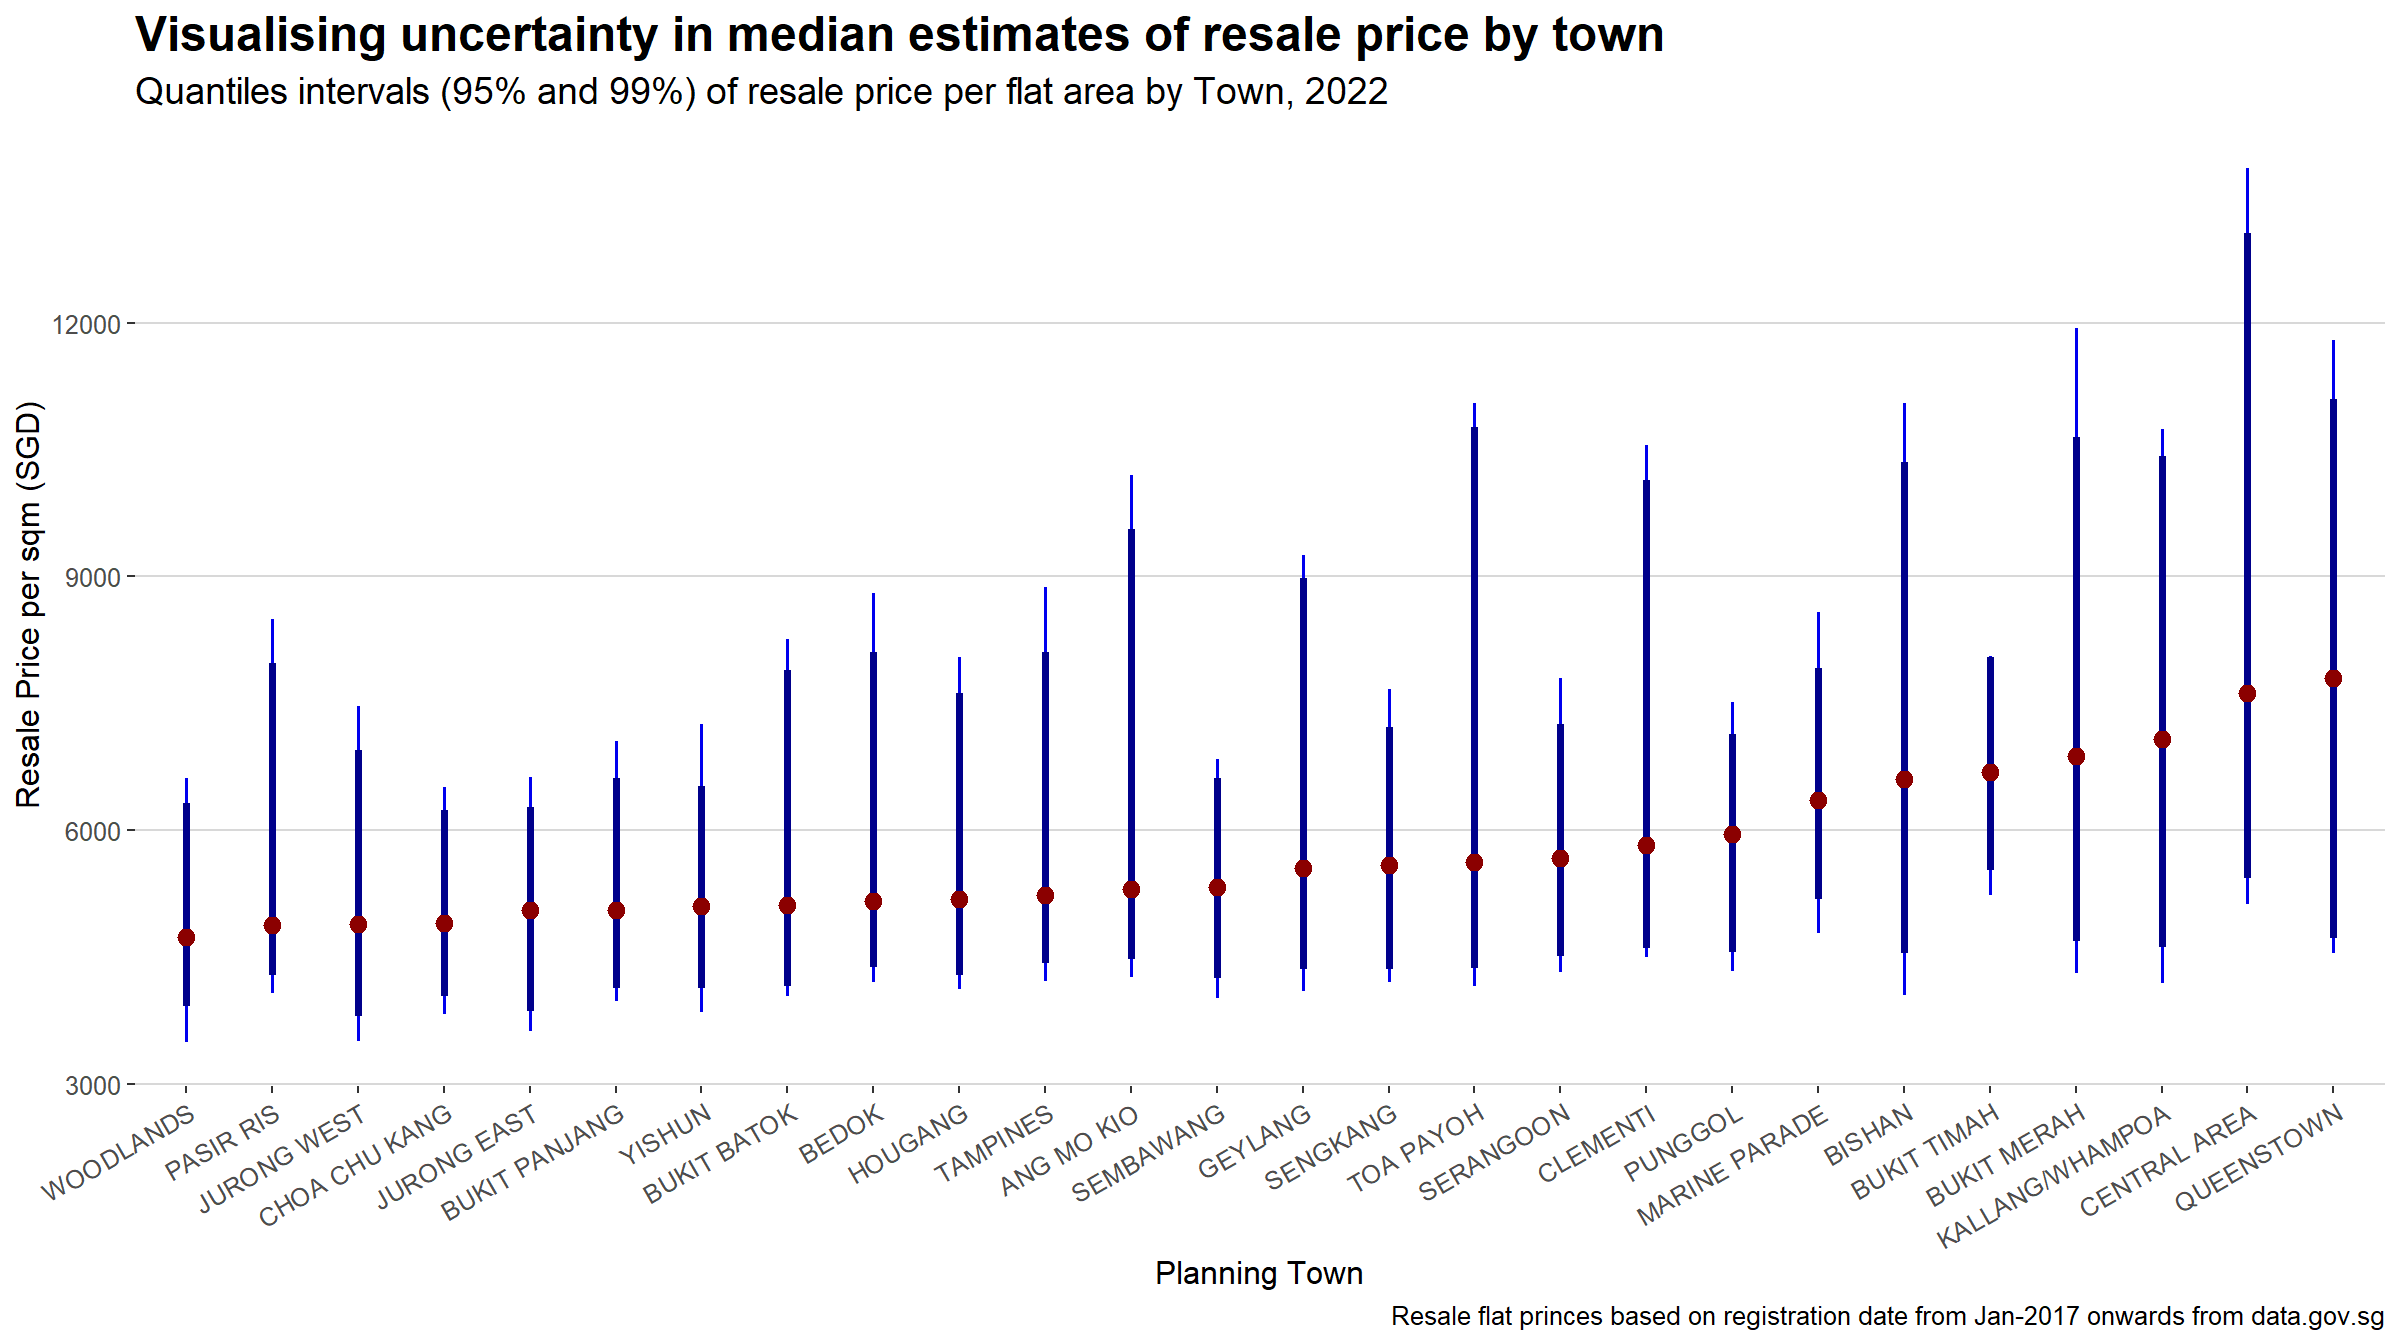 Visualising uncertainty in median estimates of resale price by town
Quantiles intervals (95% and 99%) of resale price per flat area by Town, 2022
Resale Price per sqm (SGD)
12000
9000
6000
3000
WOODLANDS
PASIR RIS
JURONG WEST
CHOA CHU KANG
JURONG EAST
BUKIT PANJANG
YISHUN
BUKIT BATOK
BEDOK
HOUGANG
TAMPINES
ANG MO KIO
SEMBAWANG
GEYLANG
SENGKANG
TOA PAYOH
SERANGOON
CLEMENTI
PUNGGOL
MARINE PARADE
BISHAN
BUKIT TIMAH
BUKIT MERAH
KALLANG/WHAMPOA
CENTRAL AREA
QUEENSTOWN
Planning Town
Resale flat princes based on registration date from Jan-2017 onwards from data.gov.sg